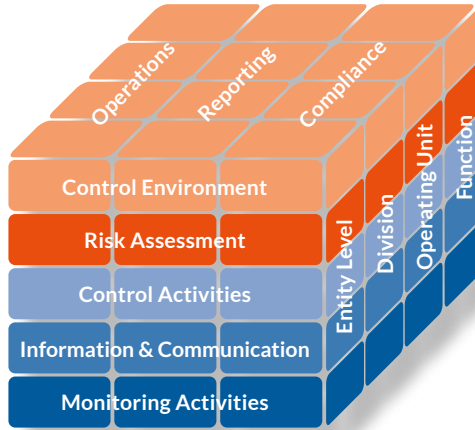 Operations
Reporting
Compliance
Control Environment
Risk Assessment
Control Activities
Information & Communication
Monitoring Activities
Entity Level
Division
Operating Unit
Function